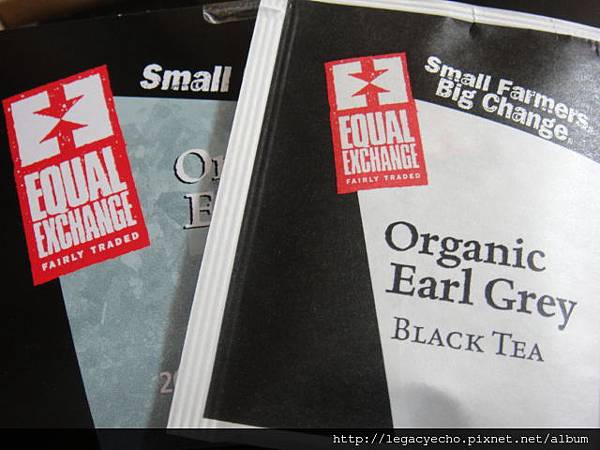 Small
EQUAL
EXCHANGE
FAIRLY TRADED
Small Farmers
Big Change
EQUAL
EXCHANGE
FAIRLY TRADED
Organic
Earl Grey
BLACK TEA
http://legacyecho.pixnet.net/album